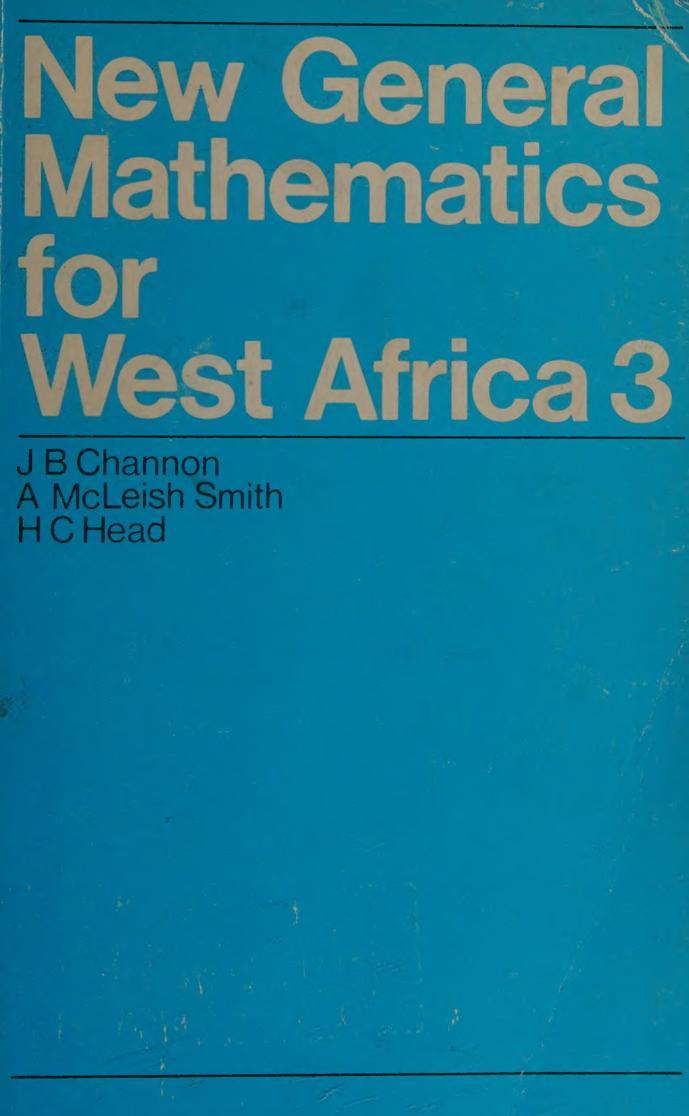 New General
Mathematics
for
West Africa 3
J B Channon
A McLeish Smith
H C Head